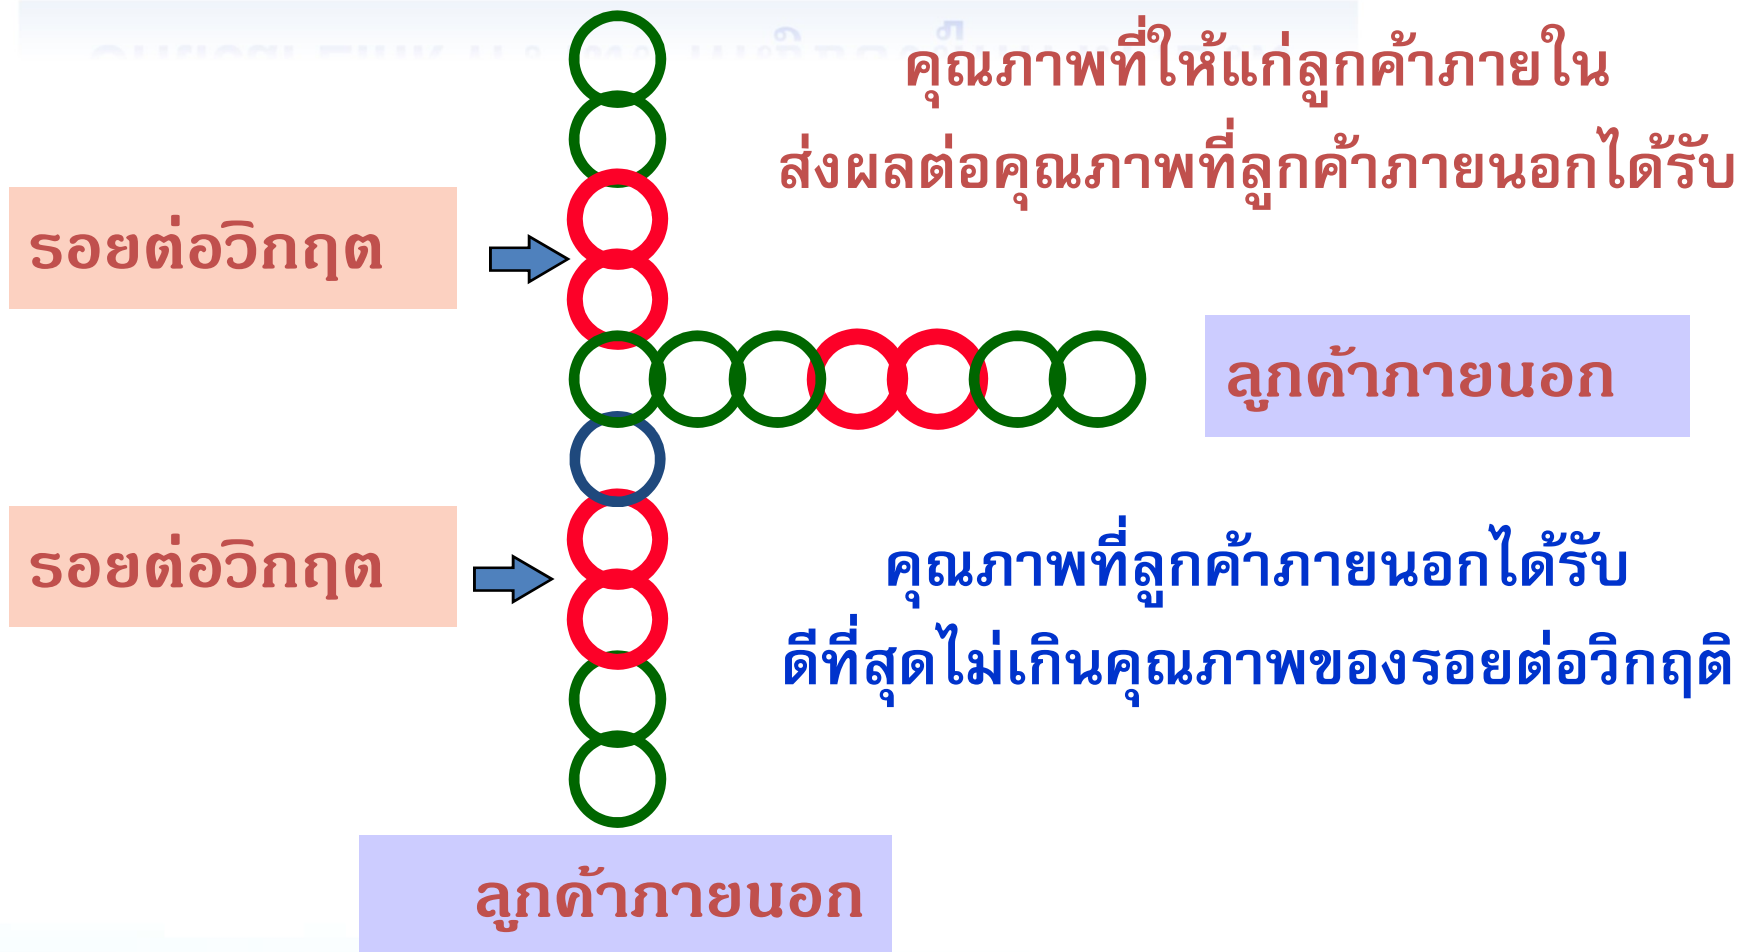 คุณภาพที่ให้แก่ลูกค้าภายใน
ส่งผลต่อคุณภาพที่ลูกค้าภายนอกได้รับ
รอยต่อวิกฤต
ลูกค้าภายนอก
รอยต่อวิกฤต
คุณภาพที่ลูกค้าภายนอกได้รับ
ดีที่สุดไม่เกินคุณภาพของรอยต่อวิกฤติ
ลูกค้าภายนอก